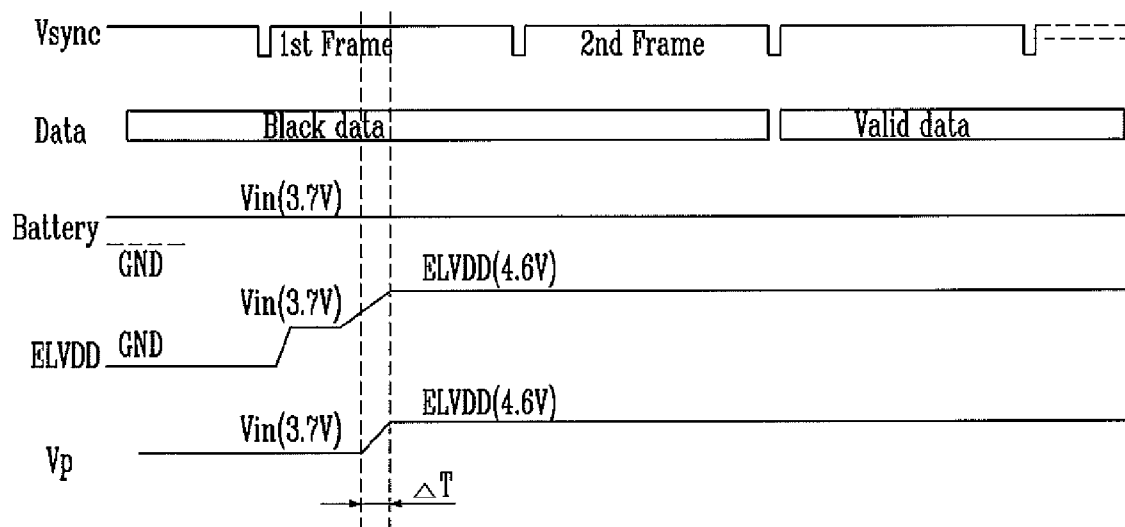 Vsync
1st Frame
2nd Frame
Data
Black data
Valid data
Vin(3.7V)
Battery
GND
ELVDD(4.6V)
Vin(3.7V)
GND
ELVDD
ELVDD(4.6V)
Vin(3.7V)
Vp
△T